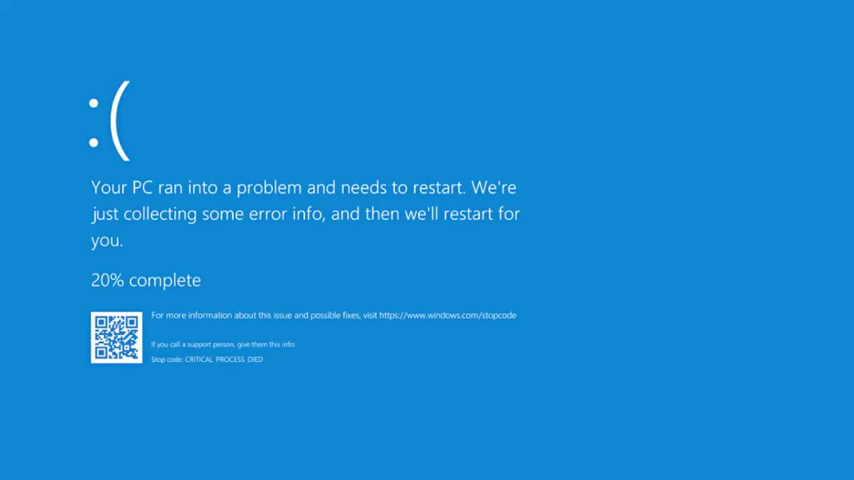 :(
Your PC ran into a problem and needs to restart. We're
just collecting some error info, and then we'll restart for
you.
20% complete
For more information about this issue and possible fixes, visit https://www.windows.com/stopcode
If you call a support person, give them this info:
Stop code: CRITICAL PROCESS DIED